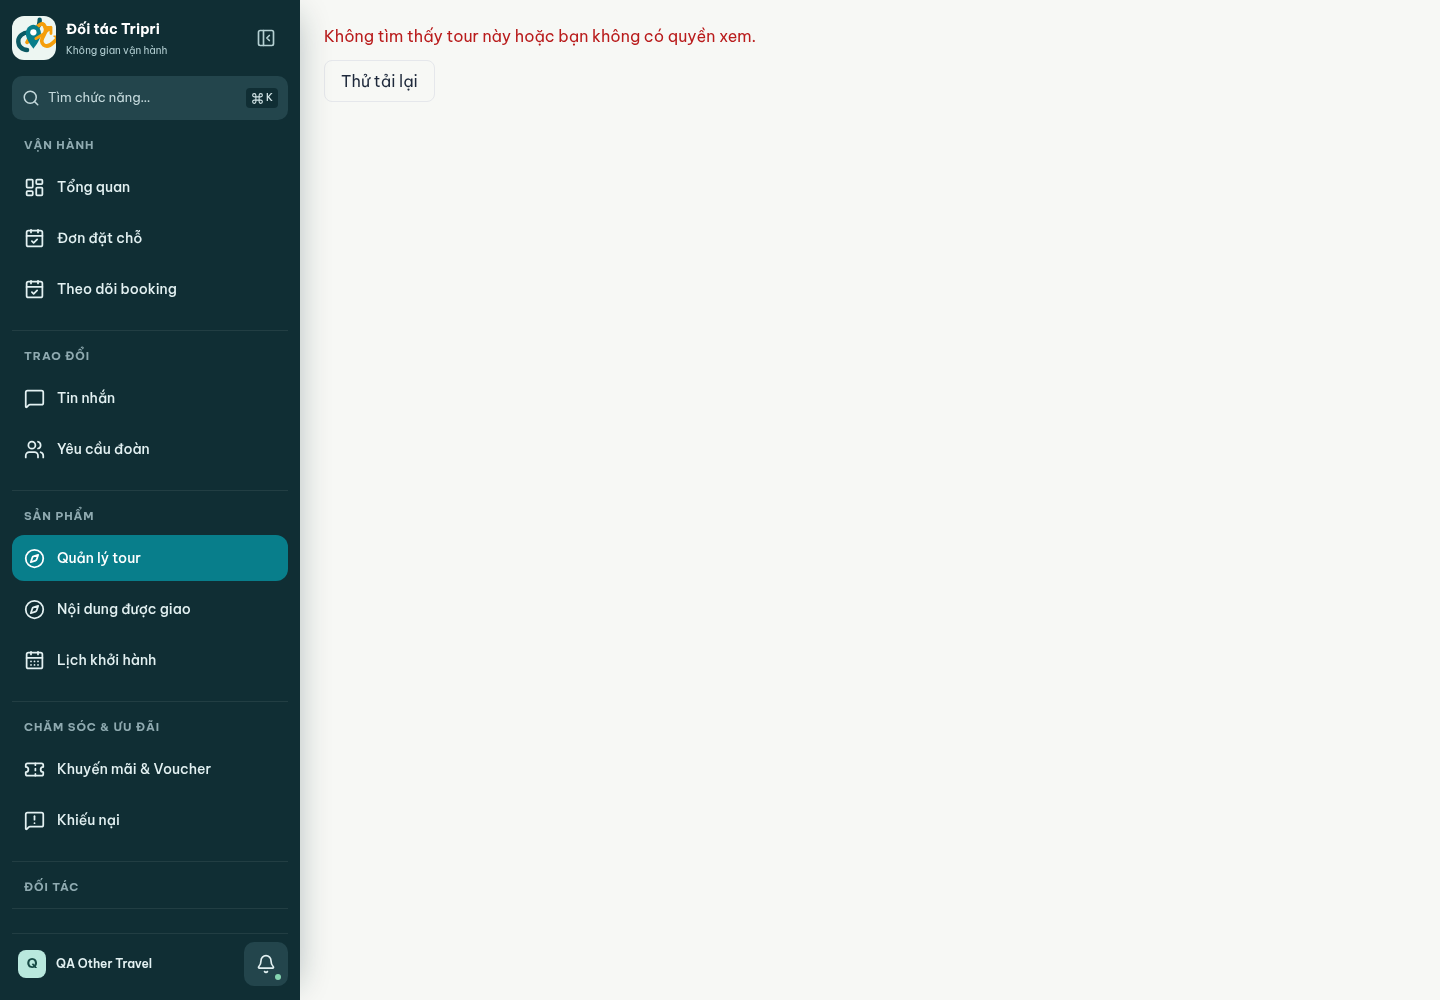 Đối tác Tripri
Không gian vận hành
Tìm chức năng...
⌘K
VẬN HÀNH
Tổng quan
Đơn đặt chỗ
Theo dõi booking
TRAO ĐỔI
Tin nhắn
Yêu cầu đoàn
SẢN PHẨM
Quản lý tour
Nội dung được giao
Lịch khởi hành
CHĂM SÓC & ƯU ĐÃI
Khuyến mãi & Voucher
Khiếu nại
ĐỐI TÁC
Q
QA Other Travel
Không tìm thấy tour này hoặc bạn không có quyền xem.
Thử tải lại